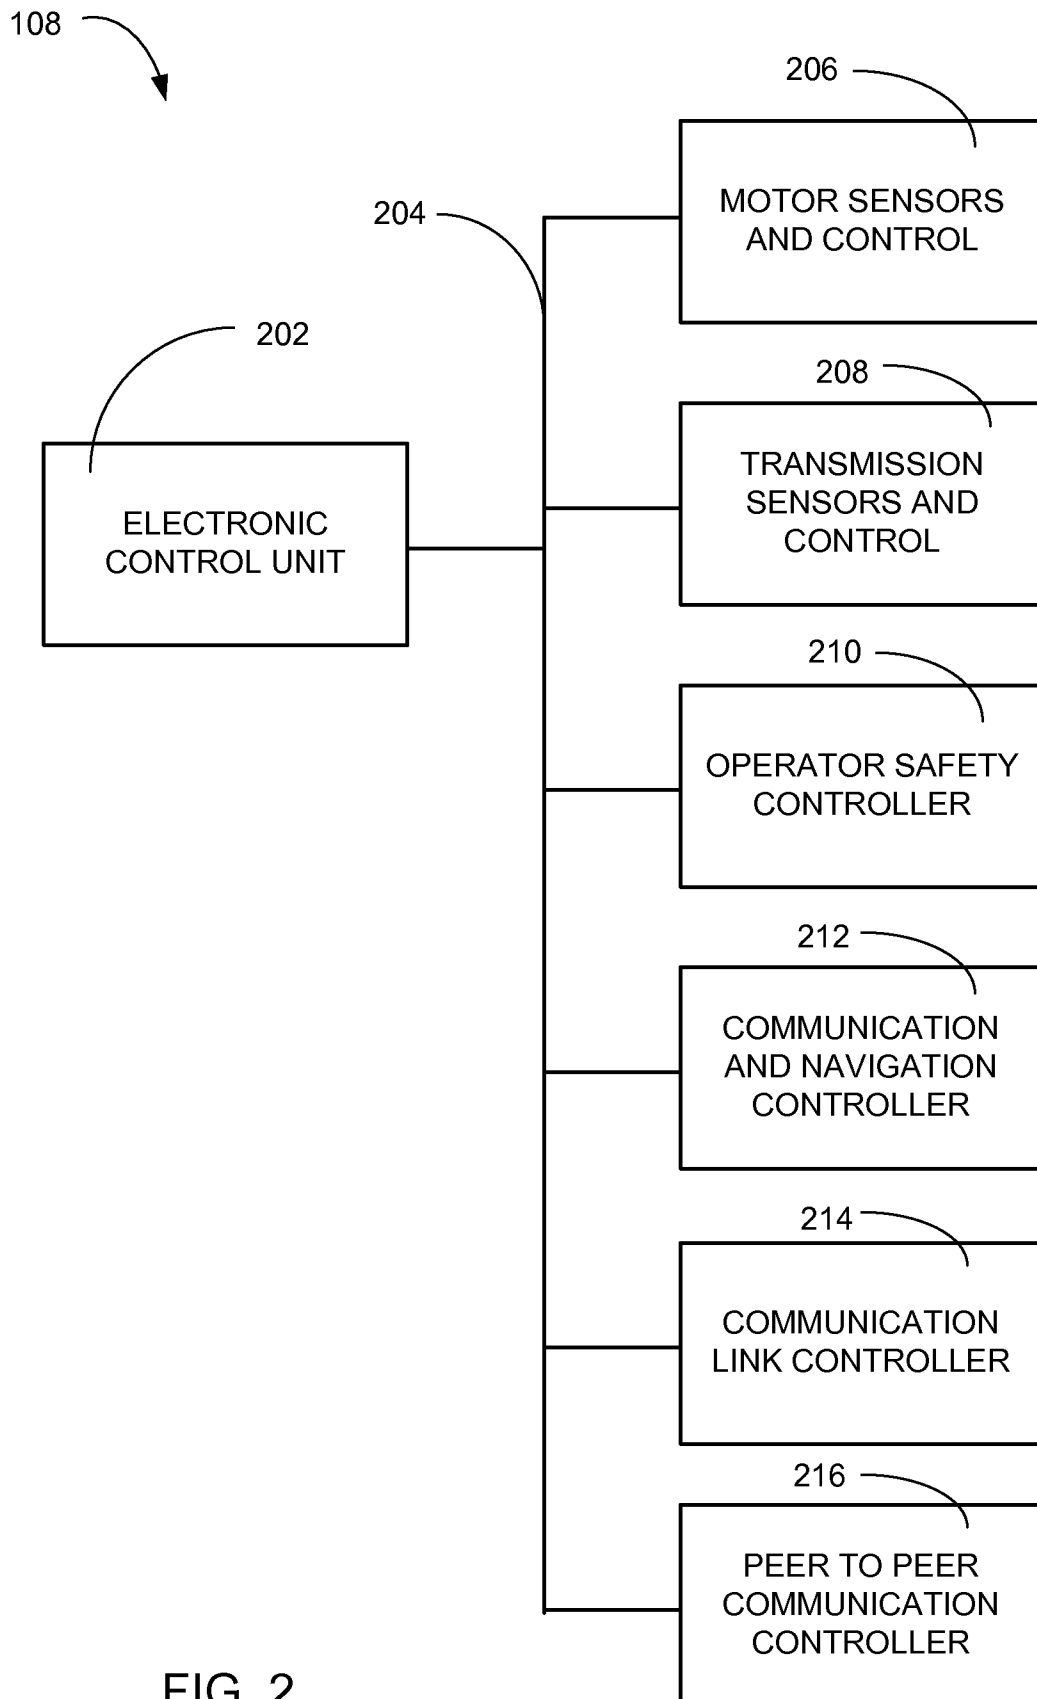 108
206
MOTOR SENSORS
AND CONTROL
204
202
208
ELECTRONIC
CONTROL UNIT
TRANSMISSION
SENSORS AND
CONTROL
210
OPERATOR SAFETY
CONTROLLER
212
COMMUNICATION
AND NAVIGATION
CONTROLLER
214
COMMUNICATION
LINK CONTROLLER
216
PEER TO PEER
COMMUNICATION
CONTROLLER
FIG. 2